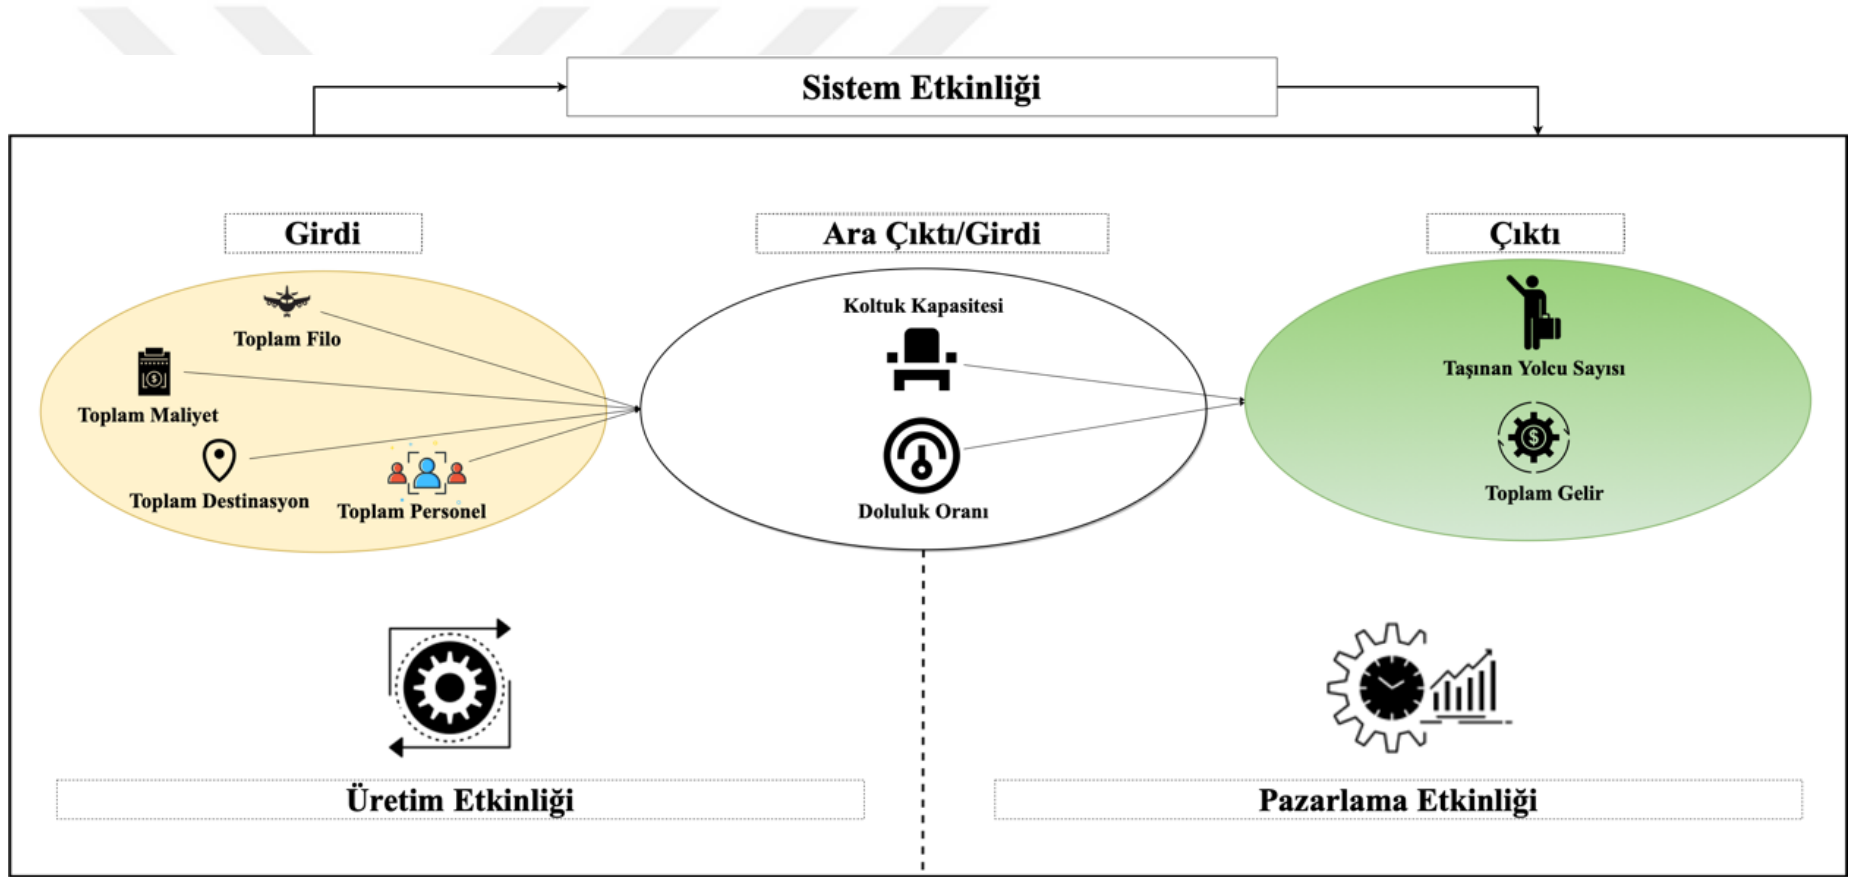 Sistem Etkinliği
Girdi
Ara Çıktı/Girdi
Çıktı
Toplam Filo
Toplam Maliyet
Toplam Destinasyon
Toplam Personel
Koltuk Kapasitesi
Doluluk Oranı
Taşınan Yolcu Sayısı
$
Toplam Gelir
Üretim Etkinliği
Pazarlama Etkinliği